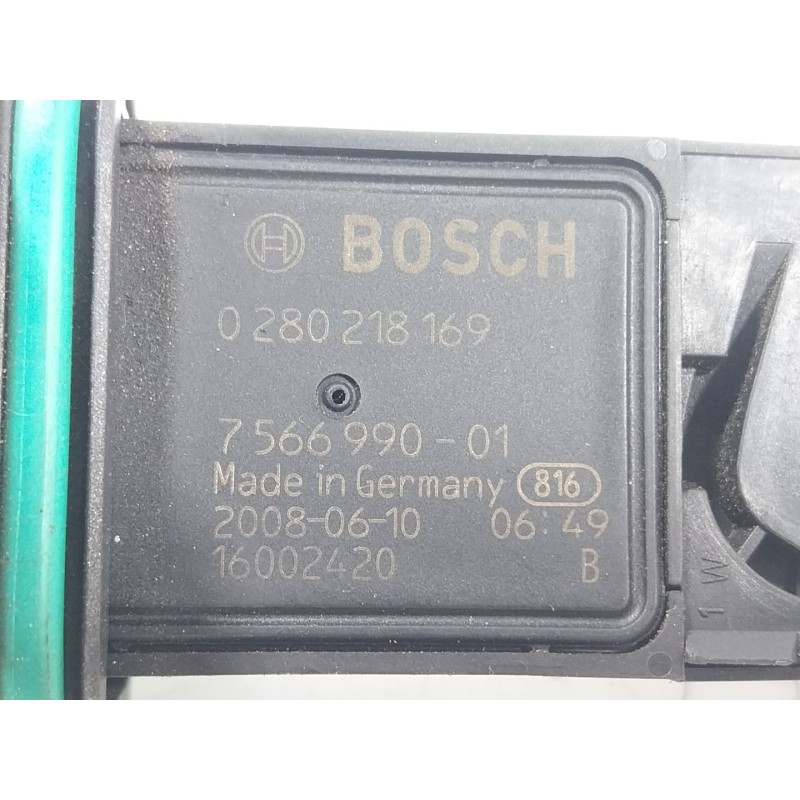 BOSCH
0 280 218 169
7 566 990-01
Made in Germany 816
2008-06-10 06:49
16002420 B
1 W